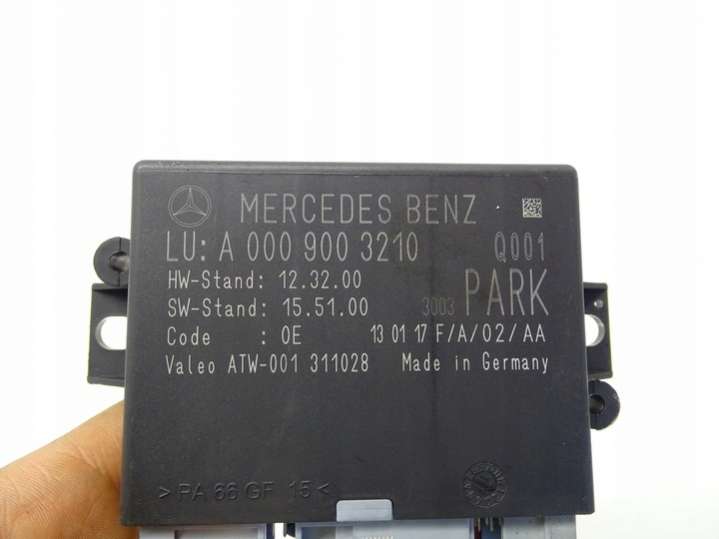 MERCEDES BENZ
LU: A 000 900 3210 Q001
HW-Stand: 12.32.00
SW-Stand: 15.51.00 3003 PARK
Code : 0E 13 01 17 F/A/02/AA
Valeo ATW-001 311028 Made in Germany
>PA 66 GF 15<